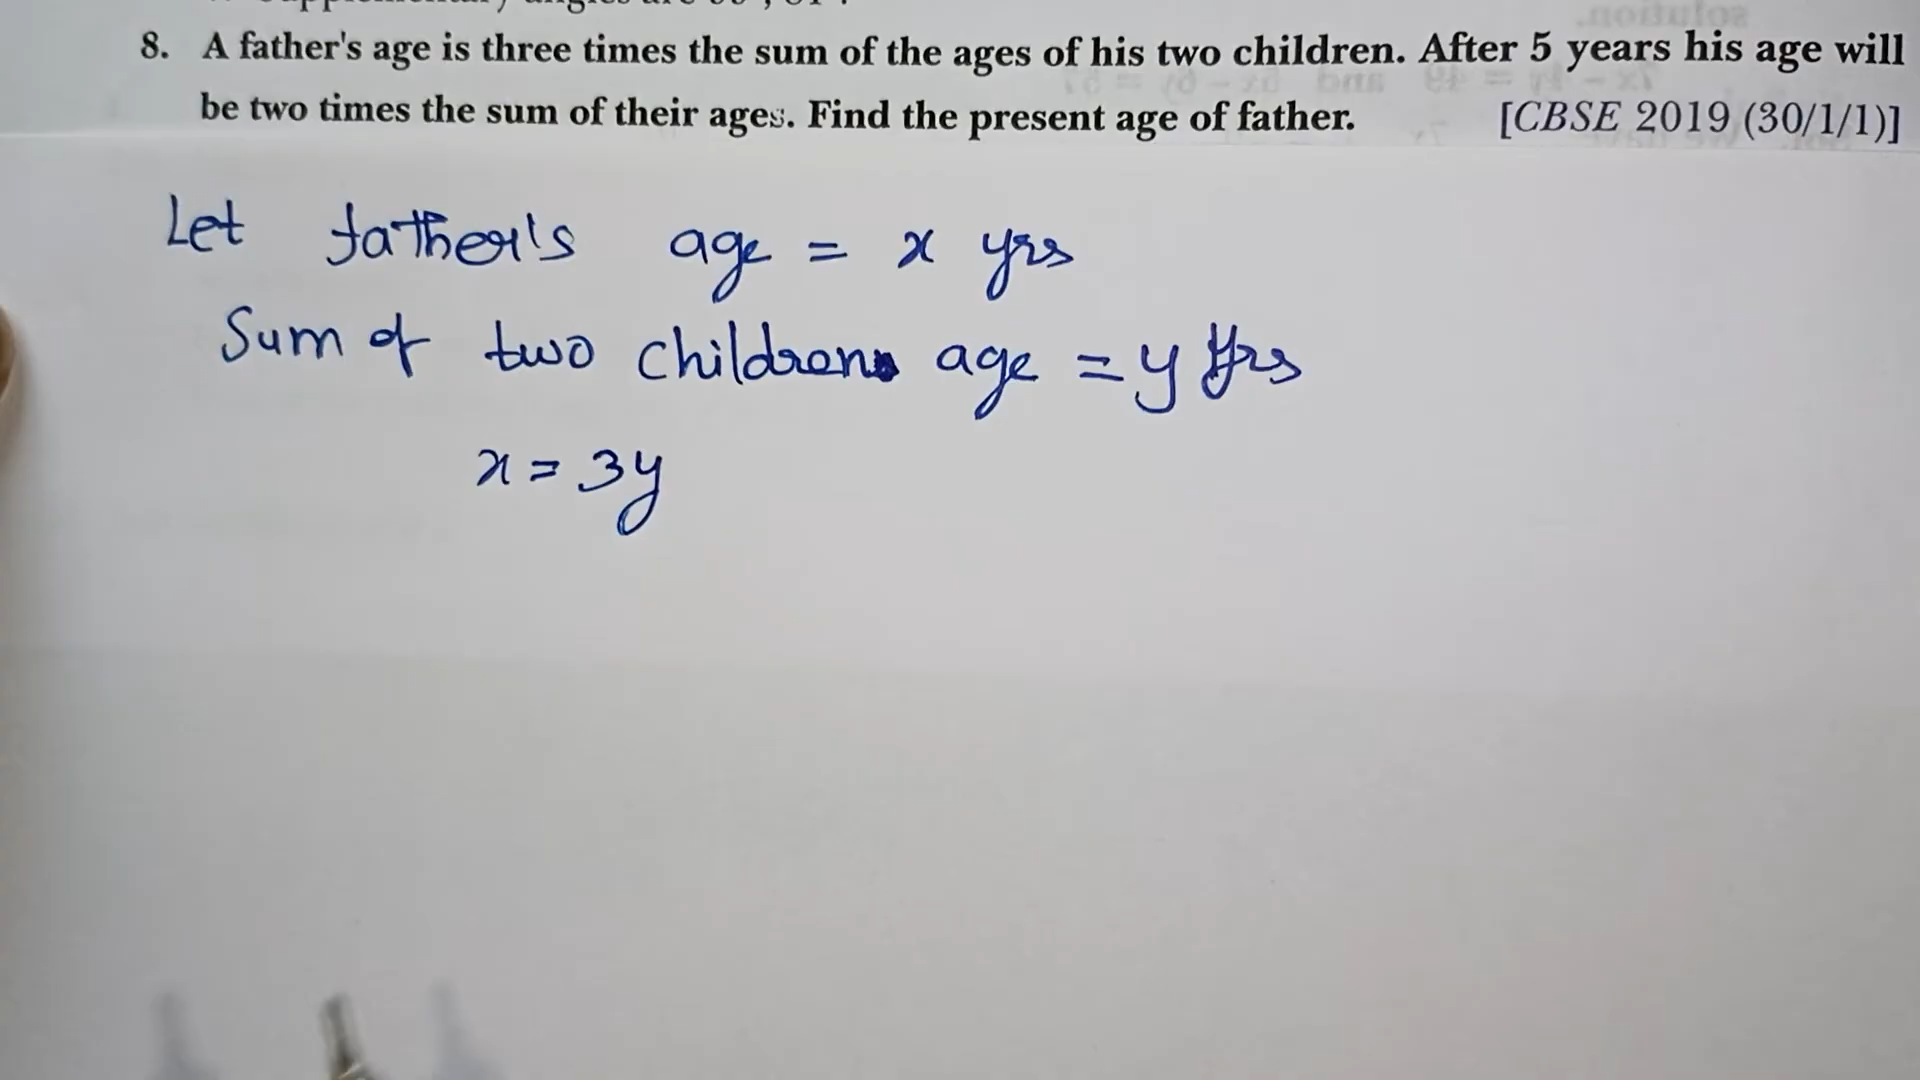 8. A father's age is three times the sum of the ages of his two children. After 5 years his age will
be two times the sum of their ages. Find the present age of father. [CBSE 2019 (30/1/1)]
Let father's age = x yrs
Sum of two childrens age = y yrs
x = 3y